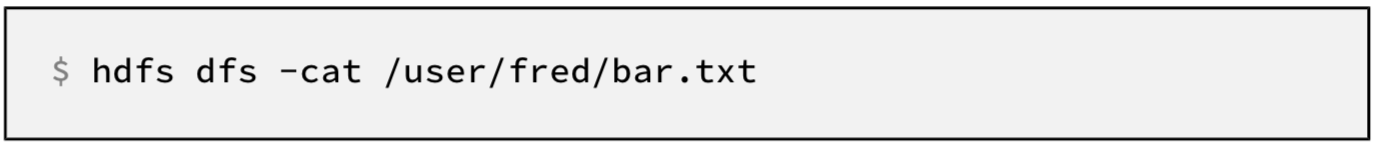 $ hdfs dfs -cat /user/fred/bar.txt